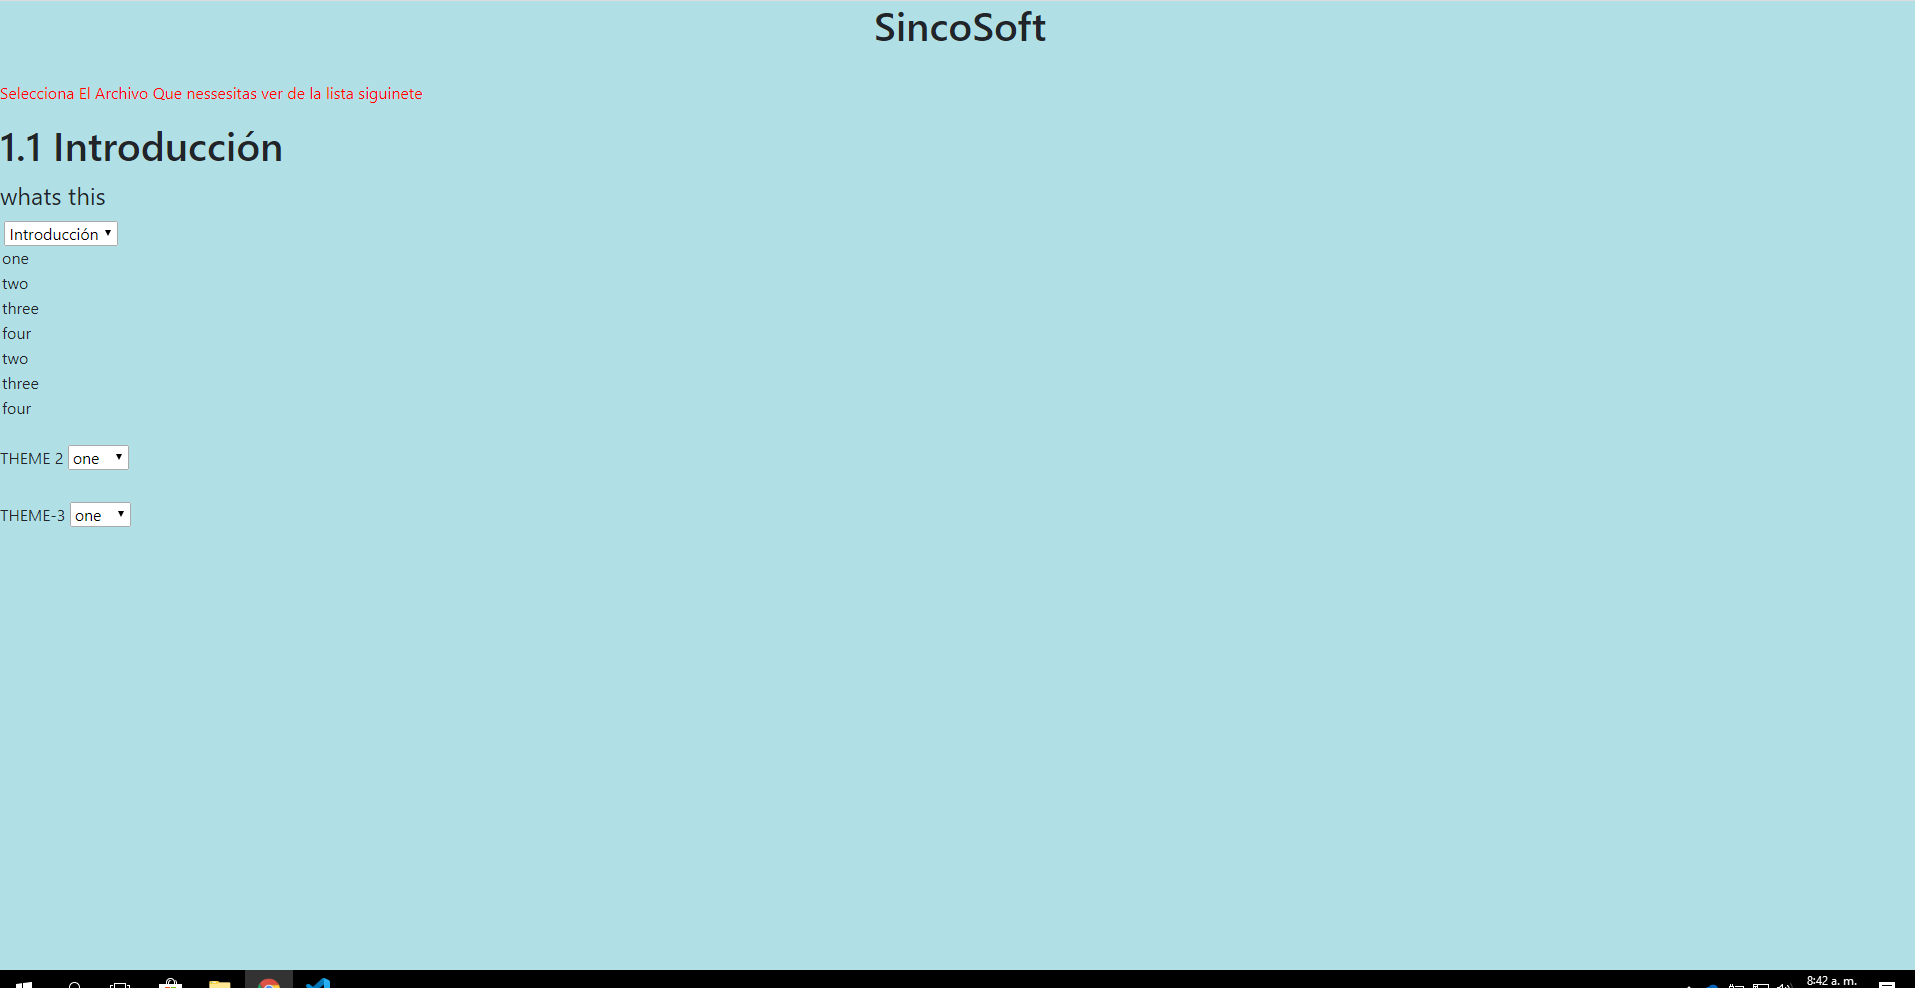 SincoSoft
Selecciona El Archivo Que nessesitas ver de la lista siguinete
1.1 Introducción
whats this
Introducción
one
two
three
four
two
three
four
THEME 2 one
THEME-3 one
8:42 a. m.